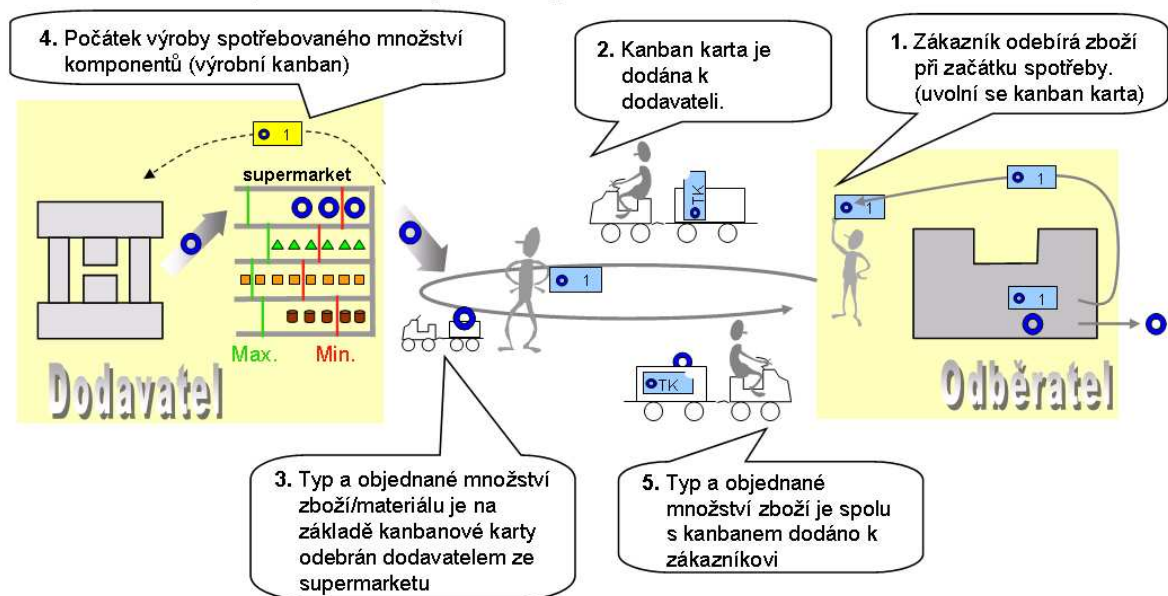 4. Počátek výroby spotřebovaného množství
komponentů (výrobní kanban)
2. Kanban karta je
dodána k
dodavateli.
1. Zákazník odebírá zboží
při začátku spotřeby.
(uvolní se kanban karta)
1
supermarket
TK
1
1
1
1
Max.
Min.
TK
Dodavatel
Odběratel
3. Typ a objednané množství
zboží/materiálu je na
základě kanbanové karty
odebrán dodavatelem ze
supermarketu
5. Typ a objednané
množství zboží je spolu
s kanbanem dodáno k
zákazníkovi